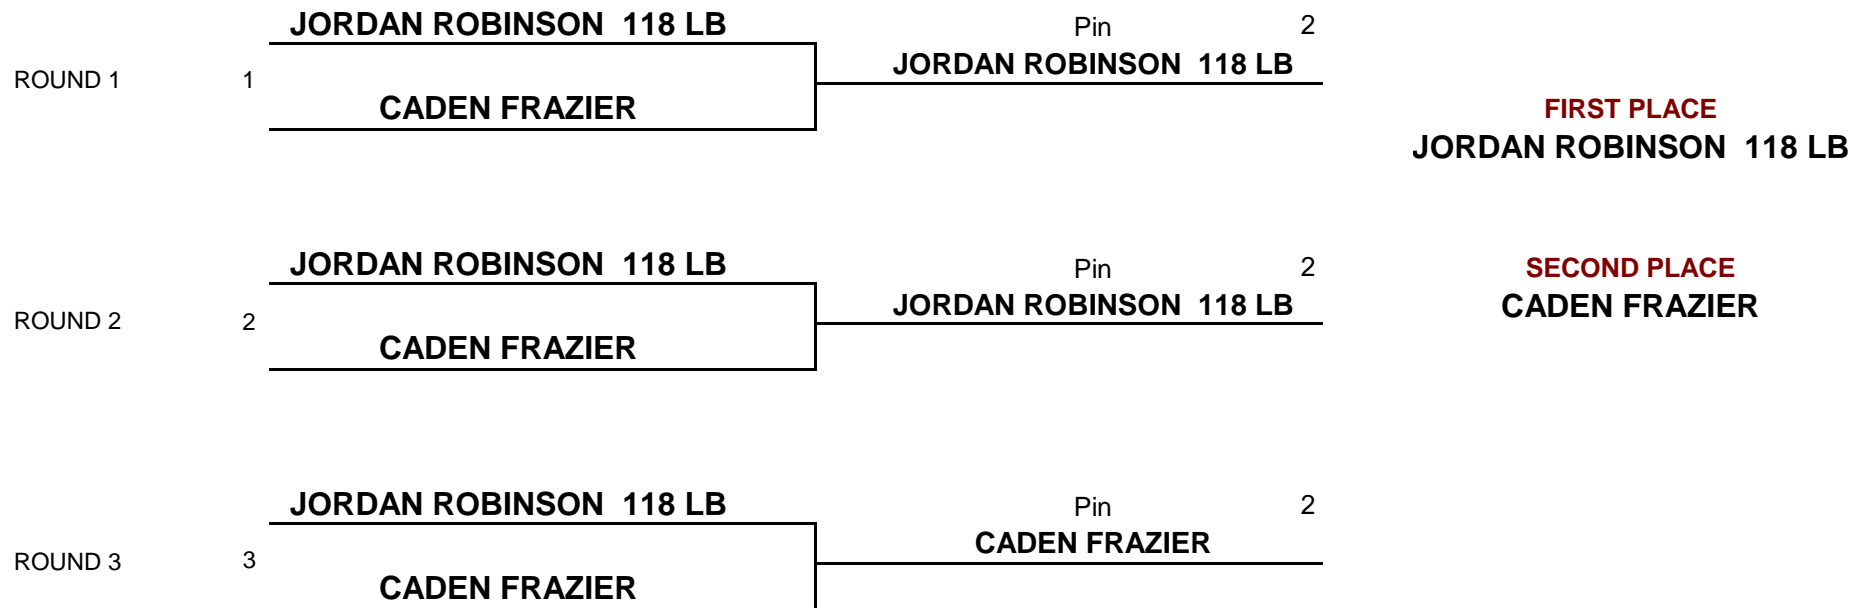 JORDAN ROBINSON  118 LB
Pin 2
JORDAN ROBINSON  118 LB
ROUND 1 1
CADEN FRAZIER
FIRST PLACE
JORDAN ROBINSON  118 LB
JORDAN ROBINSON  118 LB
Pin 2
SECOND PLACE
JORDAN ROBINSON  118 LB
CADEN FRAZIER
ROUND 2 2
CADEN FRAZIER
JORDAN ROBINSON  118 LB
Pin 2
CADEN FRAZIER
ROUND 3 3
CADEN FRAZIER